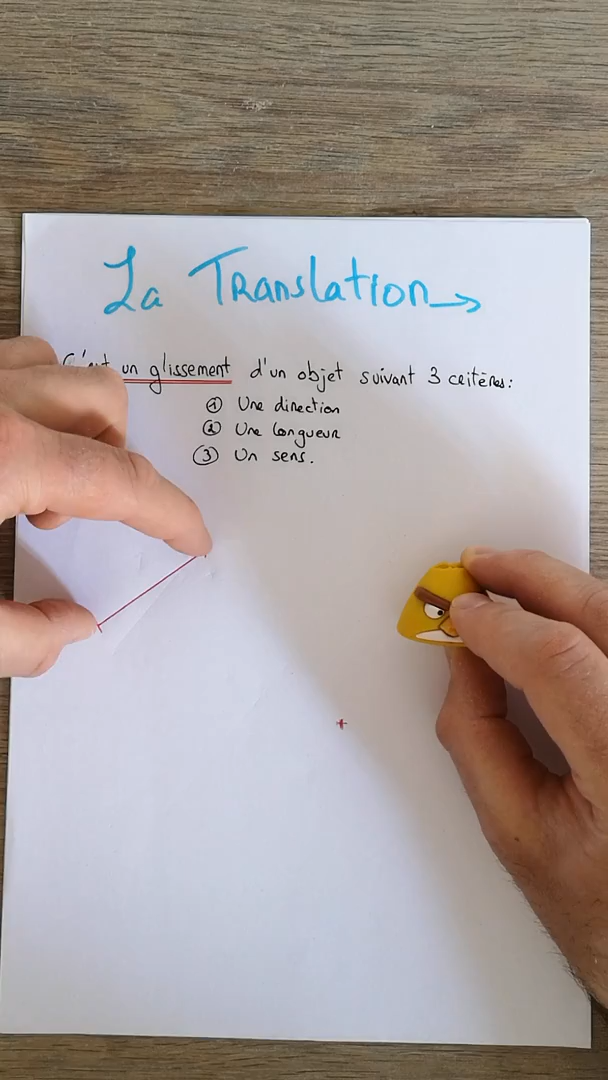 La Translation
C'est un glissement d'un objet suivant 3 critères:
① Une direction
② Une longueur
③ Un sens.